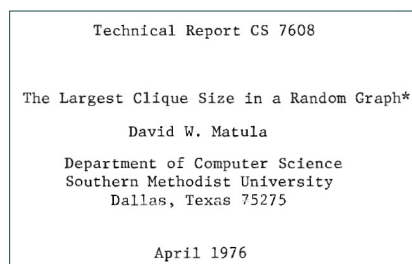 Technical Report CS 7608
The Largest Clique Size in a Random Graph*
David W. Matula
Department of Computer Science
Southern Methodist University
Dallas, Texas 75275
April 1976